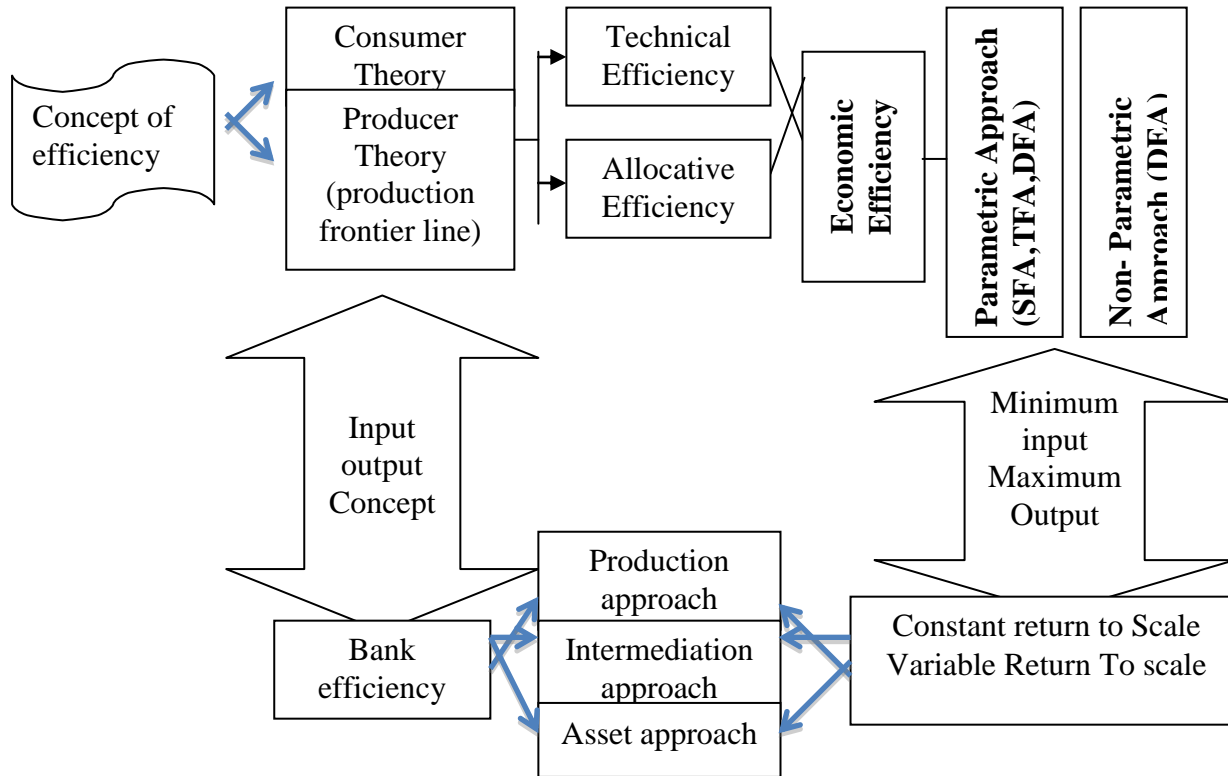 Concept of
efficiency
Consumer
Theory
Producer
Theory
(production
frontier line)
Technical
Efficiency
Allocative
Efficiency
Economic
Efficiency
Parametric Approach
(SFA,TFA,DFA)
Non- Parametric
Approach (DEA)
Input
output
Concept
Minimum
input
Maximum
Output
Bank
efficiency
Production
approach
Intermediation
approach
Asset approach
Constant return to Scale
Variable Return To scale